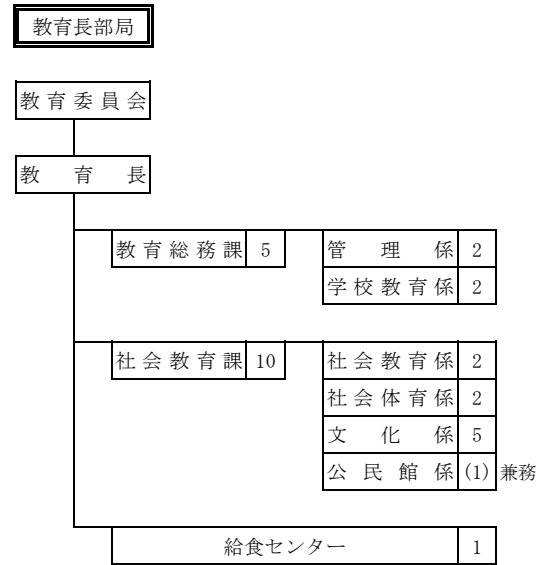 教育長部局
教育委員会
教育長
教育総務課 5 管理係 2
学校教育係 2
社会教育課 10 社会教育係 2
社会体育係 2
文化係 5
公民館係 (1) 兼務
給食センター 1